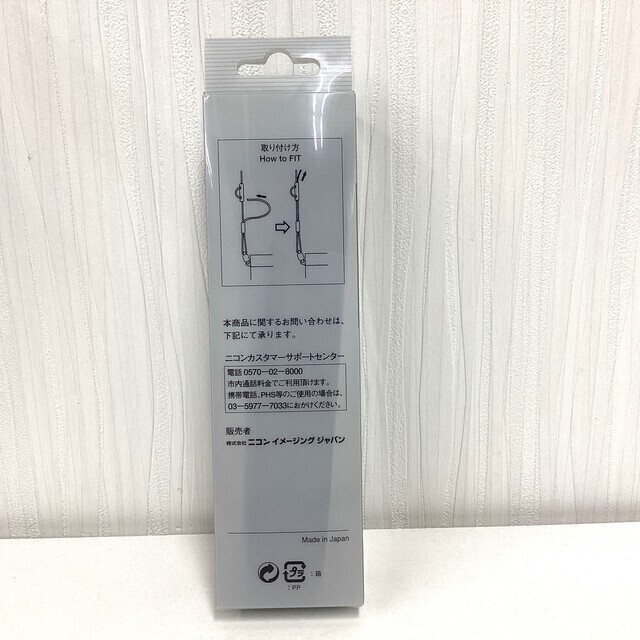 取り付け方
How to FIT
本商品に関するお問い合わせは、
下記にて承ります。
ニコンカスタマーサポートセンター
電話 0570-02-8000
市内通話料金でご利用頂けます。
携帯電話、PHS等のご使用の場合は、
03-5977-7033におかけください。
販売者
株式会社 ニコン イメージング ジャパン
Made in Japan
プラ :箱
:PP